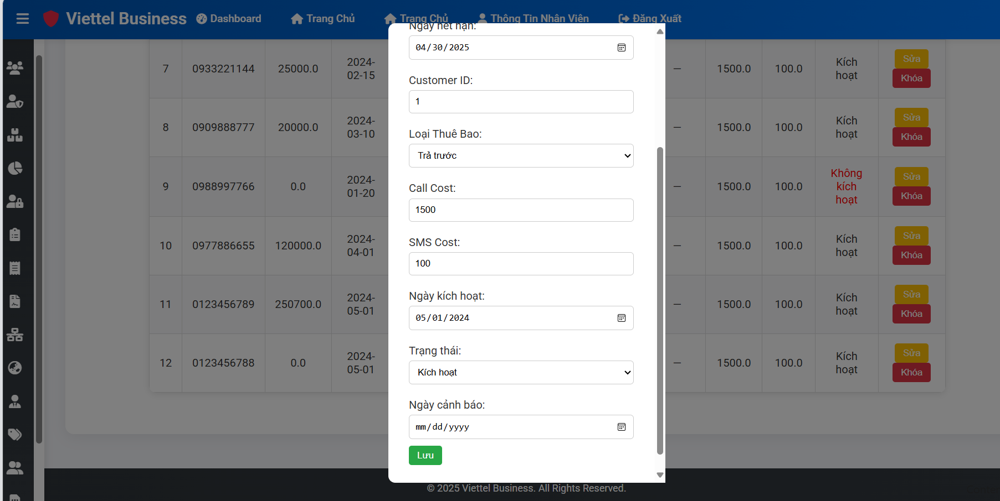 Viettel Business
Dashboard
Trang Chủ
Trang Chủ
Thông Tin Nhân Viên
Đăng Xuất
7
0933221144
25000.0
2024-
02-15
—
1500.0
100.0
Kích
hoạt
Sửa
Khóa
8
0909888777
20000.0
2024-
03-10
—
1500.0
100.0
Kích
hoạt
Sửa
Khóa
9
0988997766
0.0
2024-
01-20
—
1500.0
100.0
Không
kích
hoạt
Sửa
Khóa
10
0977886655
120000.0
2024-
04-01
—
1500.0
100.0
Kích
hoạt
Sửa
Khóa
11
0123456789
250700.0
2024-
05-01
—
1500.0
100.0
Kích
hoạt
Sửa
Khóa
12
0123456788
0.0
2024-
05-01
—
1500.0
100.0
Kích
hoạt
Sửa
Khóa
Ngày hết hạn:
04/30/2025
Customer ID:
1
Loại Thuê Bao:
Trả trước
Call Cost:
1500
SMS Cost:
100
Ngày kích hoạt:
05/01/2024
Trạng thái:
Kích hoạt
Ngày cảnh báo:
mm/dd/yyyy
Lưu
© 2025 Viettel Business. All Rights Reserved.